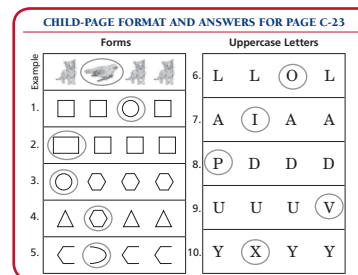 CHILD-PAGE FORMAT AND ANSWERS FOR PAGE C-23
Forms
Example
1.
2.
3.
4.
5.
Uppercase Letters
6. L L O L
7. A I A A
8. P D D D
9. U U U V
10. Y X Y Y